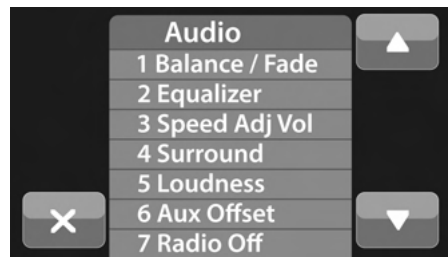 Audio
1 Balance / Fade
2 Equalizer
3 Speed Adj Vol
4 Surround
5 Loudness
6 Aux Offset
7 Radio Off